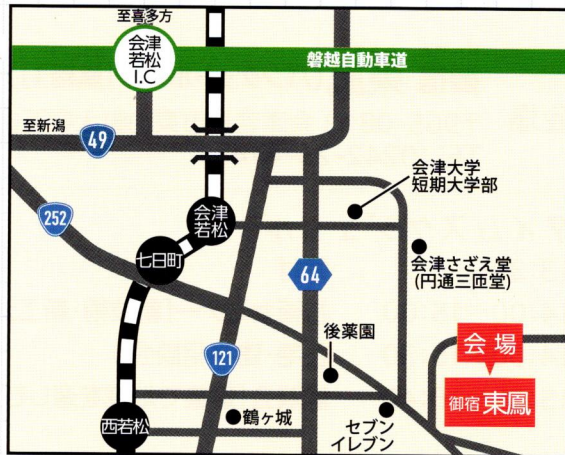 至喜多方
会津
若松
I.C
磐越自動車道
至新潟
49
会津大学
短期大学部
252
会津
若松
七日町
64
会津さざえ堂
(円通三匝堂)
後薬園
会場
121
御宿 東鳳
鶴ヶ城
セブン
イレブン
西若松